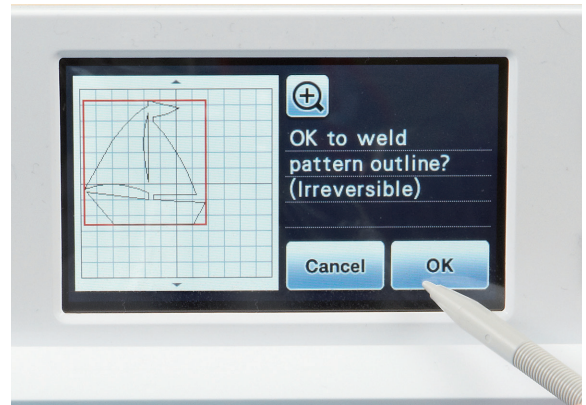 OK to weld
pattern outline?
(Irreversible)
Cancel
OK